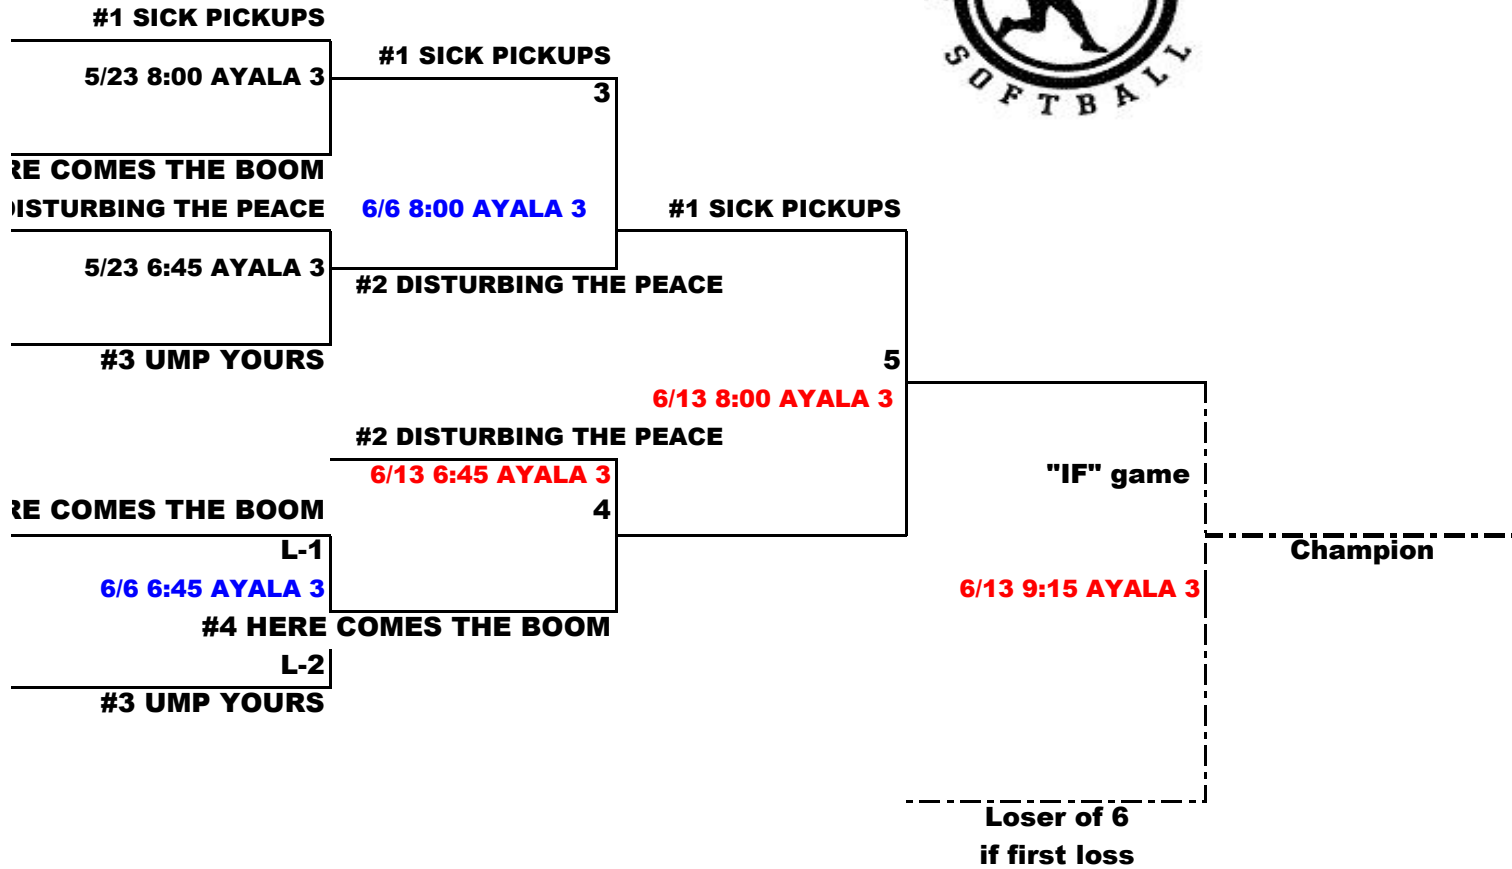 #1 SICK PICKUPS
5/23 8:00 AYALA 3
RE COMES THE BOOM
#1 SICK PICKUPS
3
SOFTBALL
DISTURBING THE PEACE
6/6 8:00 AYALA 3
#1 SICK PICKUPS
5/23 6:45 AYALA 3
#2 DISTURBING THE PEACE
#3 UMP YOURS
5
6/13 8:00 AYALA 3
#2 DISTURBING THE PEACE
6/13 6:45 AYALA 3
"IF" game
RE COMES THE BOOM
4
L-1
Champion
6/6 6:45 AYALA 3
6/13 9:15 AYALA 3
#4 HERE COMES THE BOOM
L-2
#3 UMP YOURS
Loser of 6
if first loss